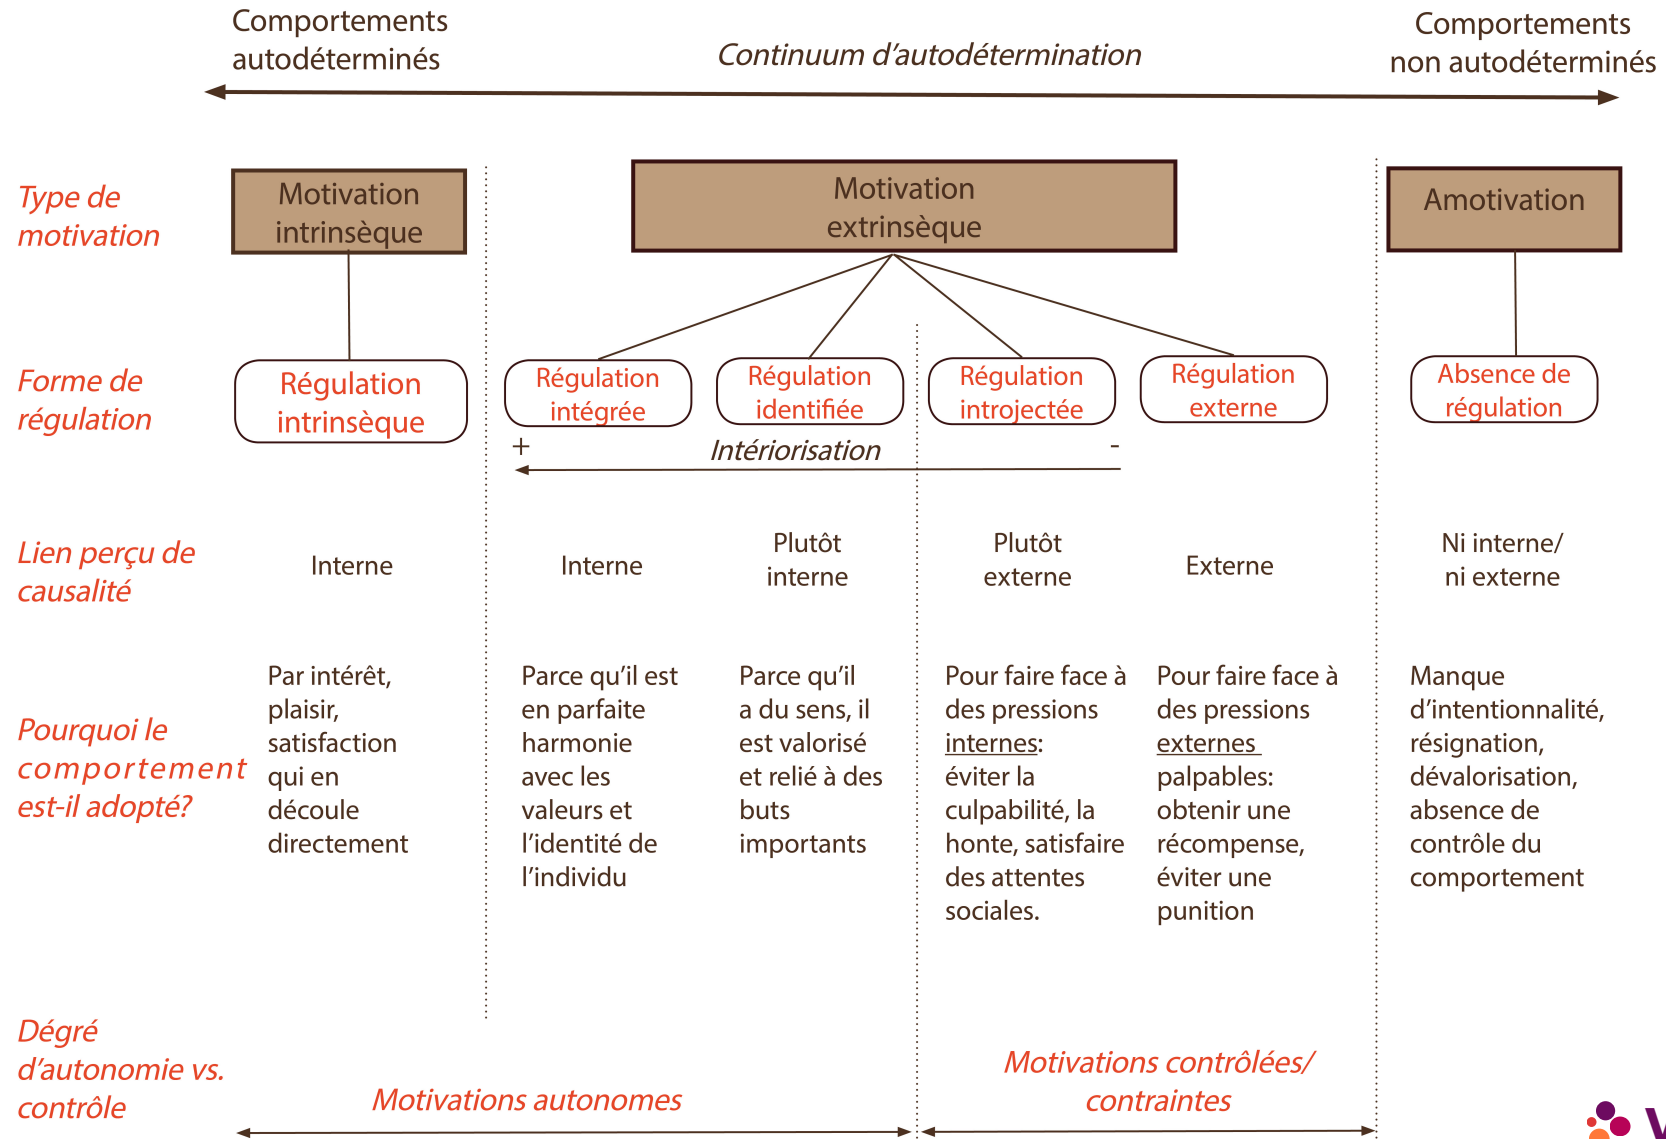 Comportements
autodéterminés
Continuum d'autodétermination
Comportements
non autodéterminés
Type de
motivation
Motivation
intrinsèque
Motivation
extrinsèque
Amotivation
Forme de
régulation
Régulation
intrinsèque
Régulation
intégrée
Régulation
identifiée
Régulation
introjectée
Régulation
externe
Absence de
régulation
+ Intériorisation -
Lien perçu de
causalité
Interne
Interne
Plutôt
interne
Plutôt
externe
Externe
Ni interne/
ni externe
Pourquoi le
comportement
est-il adopté?
Par intérêt,
plaisir,
satisfaction
qui en
découle
directement
Parce qu'il est
en parfaite
harmonie
avec les
valeurs et
l'identité de
l'individu
Parce qu'il
a du sens, il
est valorisé
et relié à des
buts
importants
Pour faire face à
des pressions
internes:
éviter la
culpabilité, la
honte, satisfaire
des attentes
sociales.
Pour faire face à
des pressions
externes
palpables:
obtenir une
récompense,
éviter une
punition
Manque
d'intentionnalité,
résignation,
dévalorisation,
absence de
contrôle du
comportement
Dégré
d'autonomie vs.
contrôle
Motivations autonomes
Motivations contrôlées/
contraintes